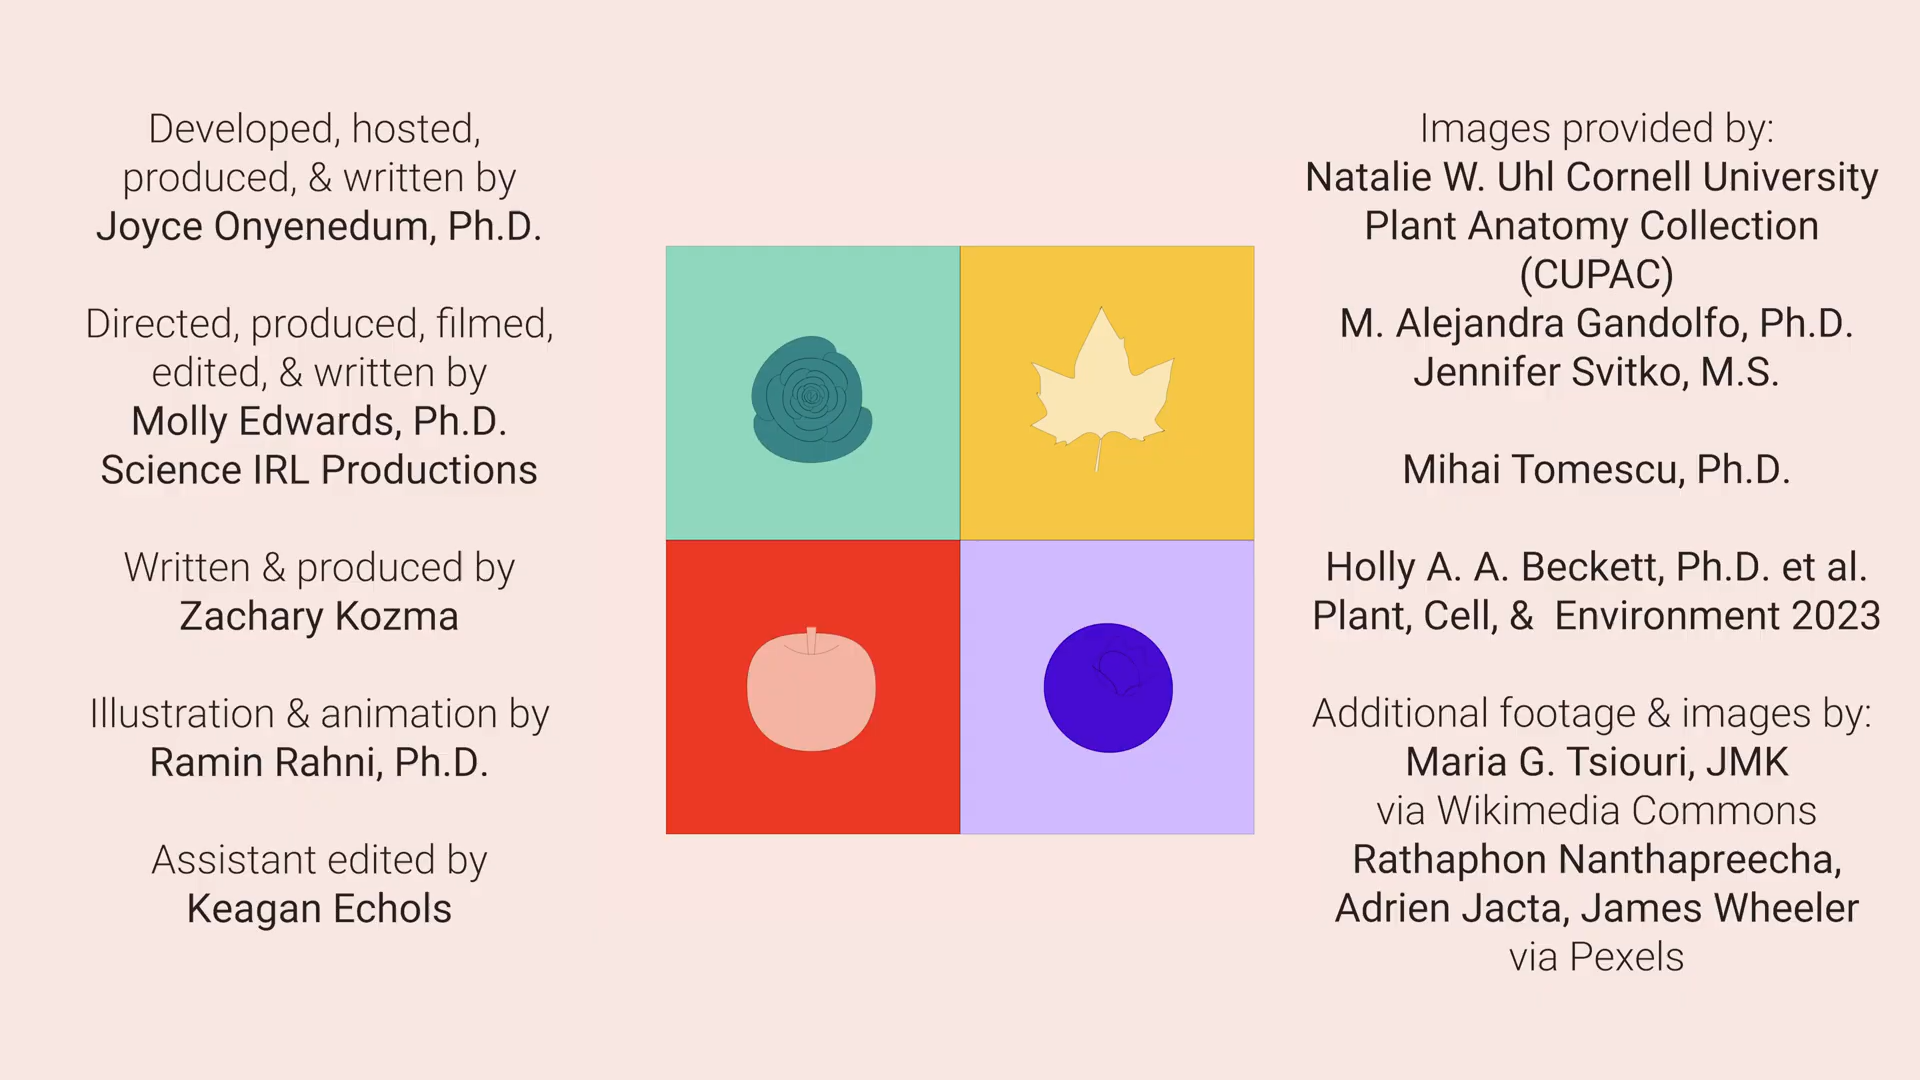 Developed, hosted,
produced, & written by
Joyce Onyenedum, Ph.D.
Directed, produced, filmed,
edited, & written by
Molly Edwards, Ph.D.
Science IRL Productions
Written & produced by
Zachary Kozma
Illustration & animation by
Ramin Rahni, Ph.D.
Assistant edited by
Keagan Echols
Images provided by:
Natalie W. Uhl Cornell University
Plant Anatomy Collection
(CUPAC)
M. Alejandra Gandolfo, Ph.D.
Jennifer Svitko, M.S.
Mihai Tomescu, Ph.D.
Holly A. A. Beckett, Ph.D. et al.
Plant, Cell, & Environment 2023
Additional footage & images by:
Maria G. Tsiouri, JMK
via Wikimedia Commons
Rathaphon Nanthapreecha,
Adrien Jacta, James Wheeler
via Pexels